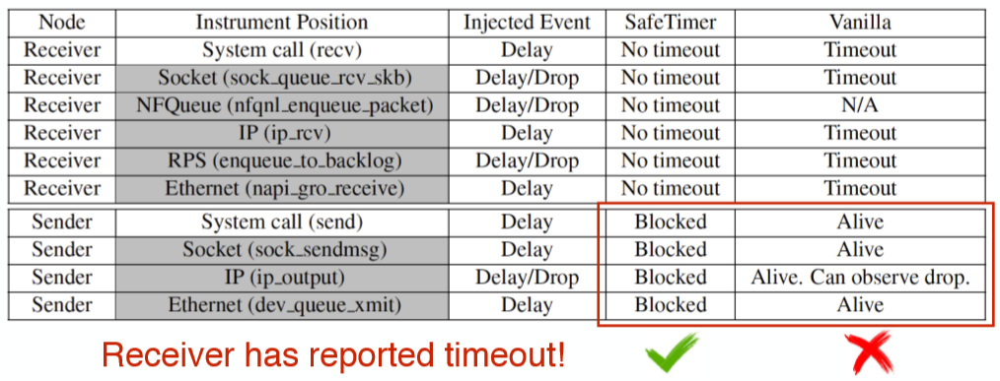 Node Instrument Position Injected Event SafeTimer Vanilla
Receiver System call (recv) Delay No timeout Timeout
Receiver Socket (sock_queue_rcv_skb) Delay/Drop No timeout Timeout
Receiver NFQueue (nfqnl_enqueue_packet) Delay/Drop No timeout N/A
Receiver IP (ip_rcv) Delay No timeout Timeout
Receiver RPS (enqueue_to_backlog) Delay/Drop No timeout Timeout
Receiver Ethernet (napi_gro_receive) Delay No timeout Timeout
Sender System call (send) Delay Blocked Alive
Sender Socket (sock_sendmsg) Delay Blocked Alive
Sender IP (ip_output) Delay/Drop Blocked Alive. Can observe drop.
Sender Ethernet (dev_queue_xmit) Delay Blocked Alive
Receiver has reported timeout!